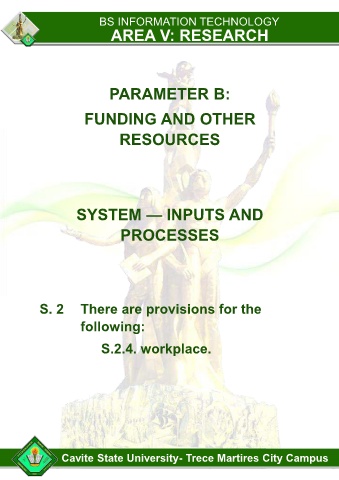 BS INFORMATION TECHNOLOGY
AREA V: RESEARCH
PARAMETER B:
FUNDING AND OTHER
RESOURCES
SYSTEM — INPUTS AND
PROCESSES
S. 2 There are provisions for the
following:
S.2.4. workplace.
Cavite State University- Trece Martires City Campus